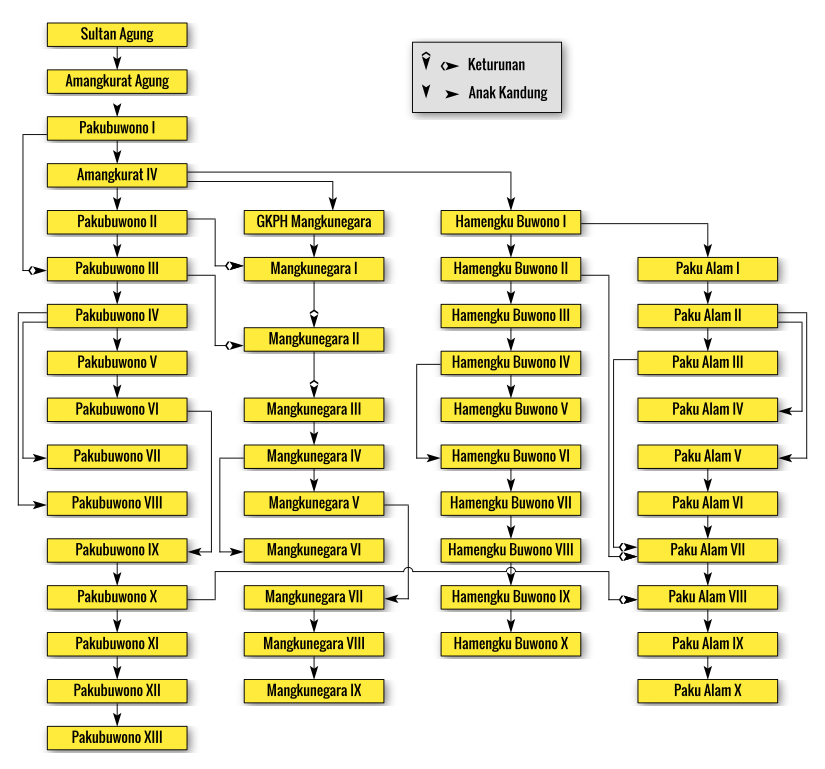 Sultan Agung
Amangkurat Agung
Pakubuwono I
Amangkurat IV
Pakubuwono II
Pakubuwono III
Pakubuwono IV
Pakubuwono V
Pakubuwono VI
Pakubuwono VII
Pakubuwono VIII
Pakubuwono IX
Pakubuwono X
Pakubuwono XI
Pakubuwono XII
Pakubuwono XIII
GKPH Mangkunegara
Mangkunegara I
Mangkunegara II
Mangkunegara III
Mangkunegara IV
Mangkunegara V
Mangkunegara VI
Mangkunegara VII
Mangkunegara VIII
Mangkunegara IX
Keturunan
Anak Kandung
Hamengku Buwono I
Hamengku Buwono II
Hamengku Buwono III
Hamengku Buwono IV
Hamengku Buwono V
Hamengku Buwono VI
Hamengku Buwono VII
Hamengku Buwono VIII
Hamengku Buwono IX
Hamengku Buwono X
Paku Alam I
Paku Alam II
Paku Alam III
Paku Alam IV
Paku Alam V
Paku Alam VI
Paku Alam VII
Paku Alam VIII
Paku Alam IX
Paku Alam X